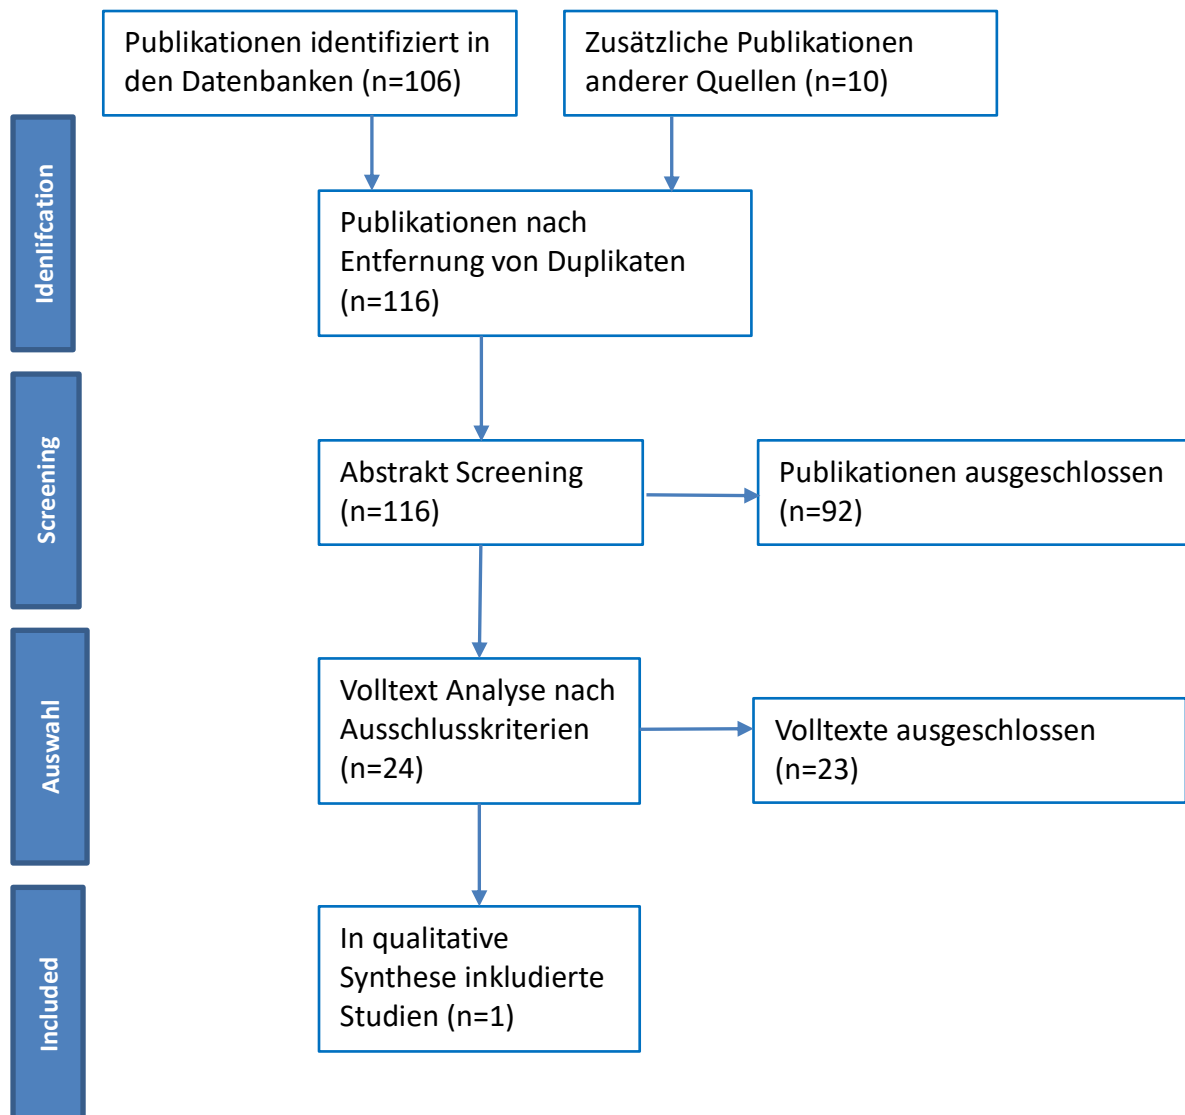 Publikationen identifiziert in
den Datenbanken (n=106)
Zusätzliche Publikationen
anderer Quellen (n=10)
Idenlifcation
Publikationen nach
Entfernung von Duplikaten
(n=116)
Screening
Abstrakt Screening
(n=116)
Publikationen ausgeschlossen
(n=92)
Auswahl
Volltext Analyse nach
Ausschlusskriterien
(n=24)
Volltexte ausgeschlossen
(n=23)
Included
In qualitative
Synthese inkludierte
Studien (n=1)